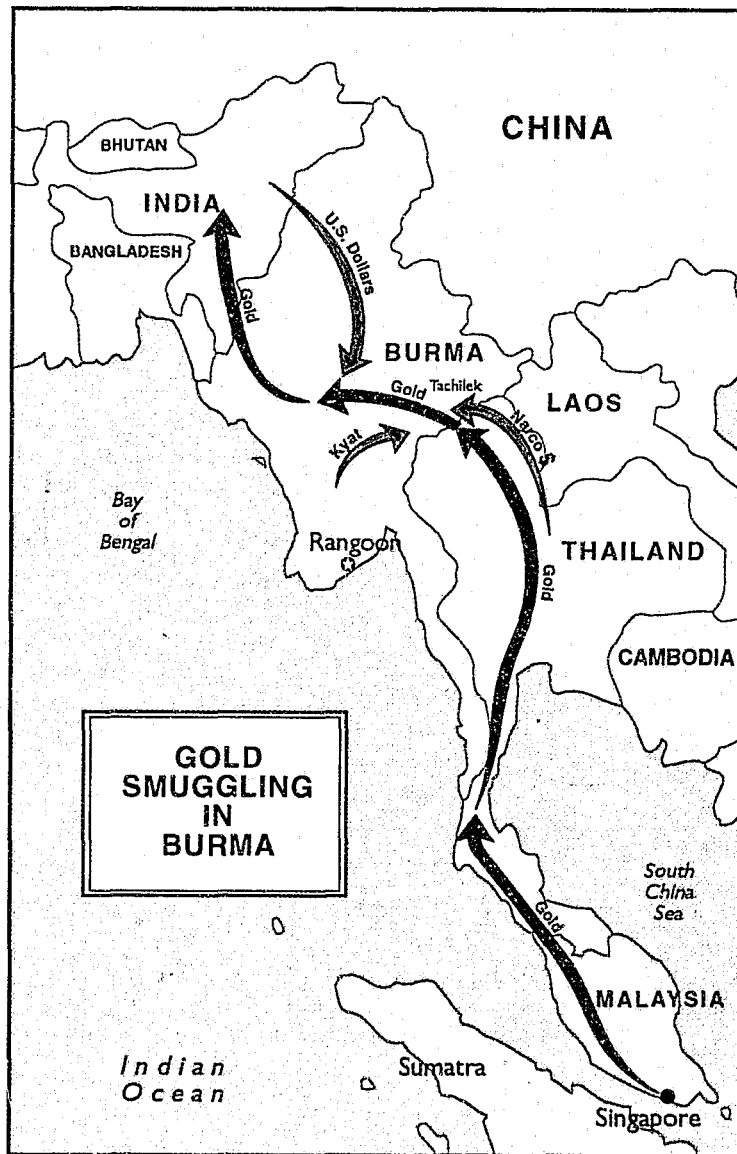 CHINA
BHUTAN
INDIA
U.S. Dollars
BANGLADESH
Gold
BURMA
Gold
Tachilek
LAOS
Narco $
Kyat
Bay
of
Bengal
Rangoon
THAILAND
Gold
CAMBODIA
GOLD
SMUGGLING
IN
BURMA
South
China
Sea
Gold
MALAYSIA
Indian
Ocean
Sumatra
Singapore